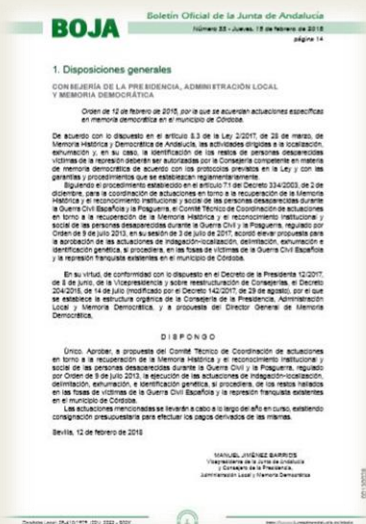 Boletín Oficial de la Junta de Andalucía
BOJA
Número 33 - Jueves, 15 de febrero de 2018
página 14
1. Disposiciones generales
CONSEJERÍA DE LA PRESIDENCIA, ADMINISTRACIÓN LOCAL
Y MEMORIA DEMOCRÁTICA
Orden de 12 de febrero de 2018, por la que se acuerdan actuaciones específicas
en memoria democrática en el municipio de Córdoba.
De acuerdo con lo dispuesto en el artículo 8.3 de la Ley 2/2017, de 28 de marzo, de
Memoria Histórica y Democrática de Andalucía, las actividades dirigidas a la localización,
exhumación y, en su caso, la identificación de los restos de personas desaparecidas
víctimas de la represión deberán ser autorizadas por la Consejería competente en materia
de memoria democrática de acuerdo con los protocolos previstos en la Ley y con las
garantías y procedimientos que se establezcan reglamentariamente.
Siguiendo el procedimiento establecido en el artículo 7.1 del Decreto 334/2003, de 2 de
diciembre, para la coordinación de actuaciones en torno a la recuperación de la Memoria
Histórica y el reconocimiento institucional y social de las personas desaparecidas durante
la Guerra Civil Española y la Posguerra, el Comité Técnico de Coordinación de actuaciones
en torno a la recuperación de la Memoria Histórica y el reconocimiento institucional y
social de las personas desaparecidas durante la Guerra Civil y la Posguerra, regulado por
Orden de 9 de julio 2013, en su sesión de 3 de julio de 2017, acordó elevar propuesta para
la aprobación de las actuaciones de indagación-localización, delimitación, exhumación e
identificación genética, si procediera, en las fosas de víctimas de la Guerra Civil Española
y la represión franquista existentes en el municipio de Córdoba.
En su virtud, de conformidad con lo dispuesto en el Decreto de la Presidenta 12/2017,
de 8 de junio, de la Vicepresidencia y sobre reestructuración de Consejerías, el Decreto
204/2015, de 14 de julio (modificado por el Decreto 142/2017, de 29 de agosto), por el que
se establece la estructura orgánica de la Consejería de la Presidencia, Administración
Local y Memoria Democrática, y a propuesta del Director General de Memoria
Democrática,
DISPONGO
Único. Aprobar, a propuesta del Comité Técnico de Coordinación de actuaciones
en torno a la recuperación de la Memoria Histórica y el reconocimiento institucional y
social de las personas desaparecidas durante la Guerra Civil y la Posguerra, regulado
por Orden de 9 de julio 2013, la ejecución de las actuaciones de indagación-localización,
delimitación, exhumación, e identificación genética, si procediera, de los restos hallados
en las fosas de víctimas de la Guerra Civil Española y la represión franquista existentes
en el municipio de Córdoba.
Las actuaciones mencionadas se llevarán a cabo a lo largo del año en curso, existiendo
consignación presupuestaria para efectuar los pagos derivados de las mismas.
Sevilla, 12 de febrero de 2018
MANUEL JIMÉNEZ BARRIOS
Vicepresidente de la Junta de Andalucía
y Consejero de la Presidencia,
Administración Local y Memoria Democrática